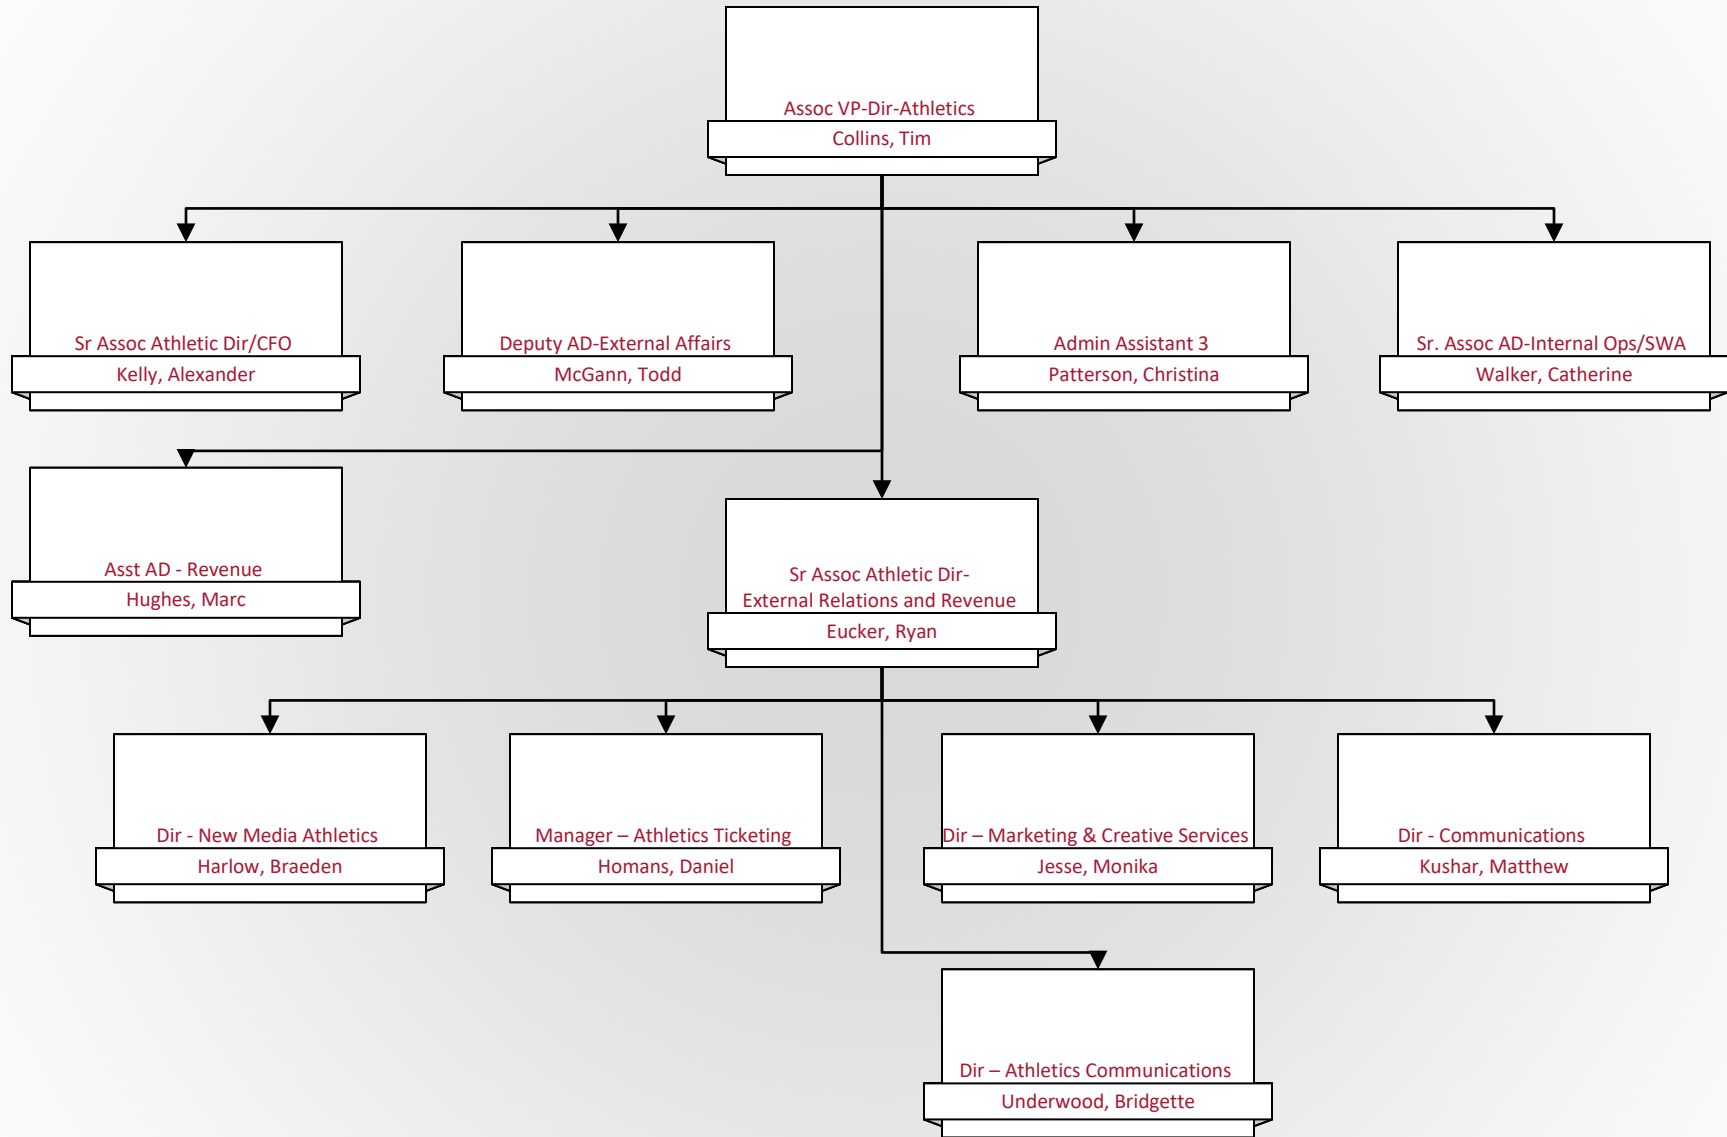 Assoc VP-Dir-Athletics
Collins, Tim
Sr Assoc Athletic Dir/CFO
Kelly, Alexander
Deputy AD-External Affairs
McGann, Todd
Admin Assistant 3
Patterson, Christina
Sr. Assoc AD-Internal Ops/SWA
Walker, Catherine
Asst AD - Revenue
Hughes, Marc
Sr Assoc Athletic Dir-
External Relations and Revenue
Eucker, Ryan
Dir - New Media Athletics
Harlow, Braeden
Manager – Athletics Ticketing
Homans, Daniel
Dir – Marketing & Creative Services
Jesse, Monika
Dir - Communications
Kushar, Matthew
Dir – Athletics Communications
Underwood, Bridgette